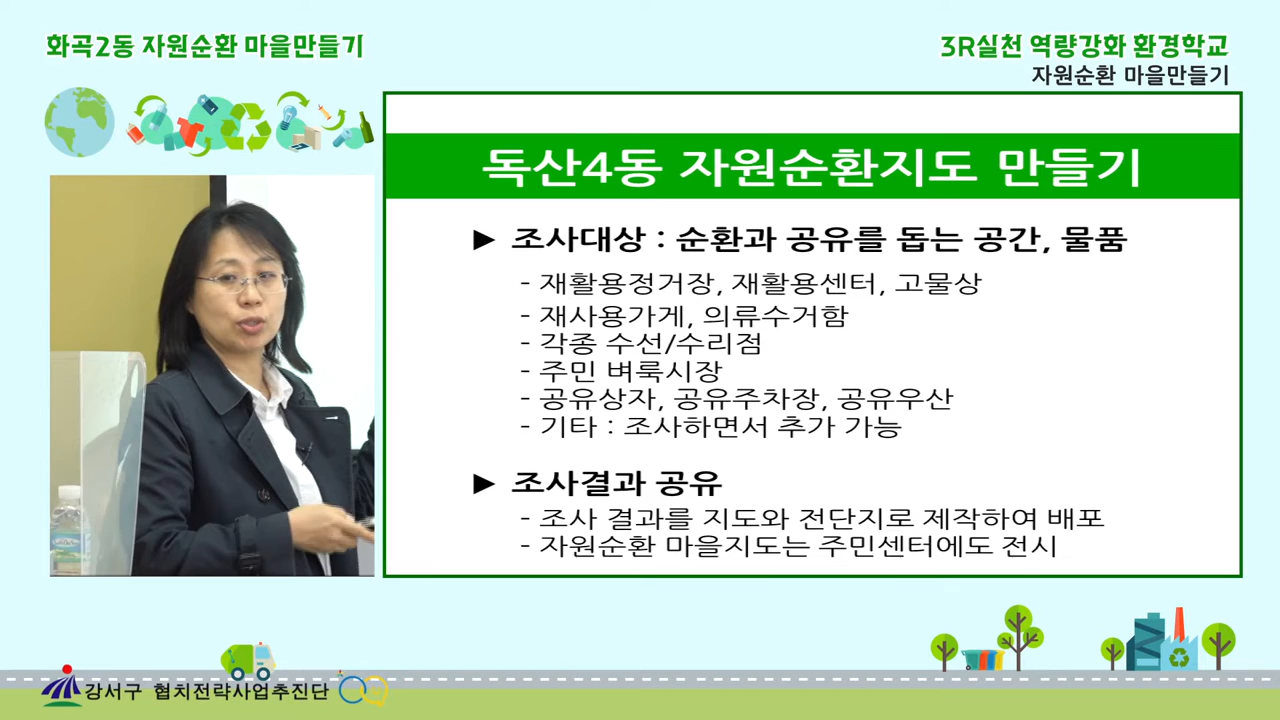 화곡2동 자원순환 마을만들기
3R실천 역량강화 환경학교
자원순환 마을만들기
독산4동 자원순환지도 만들기
► 조사대상 : 순환과 공유를 돕는 공간, 물품
- 재활용정거장, 재활용센터, 고물상
- 재사용가게, 의류수거함
- 각종 수선/수리점
- 주민 벼룩시장
- 공유상자, 공유주차장, 공유우산
- 기타 : 조사하면서 추가 가능
► 조사결과 공유
- 조사 결과를 지도와 전단지로 제작하여 배포
- 자원순환 마을지도는 주민센터에도 전시
강서구 협치전략사업추진단